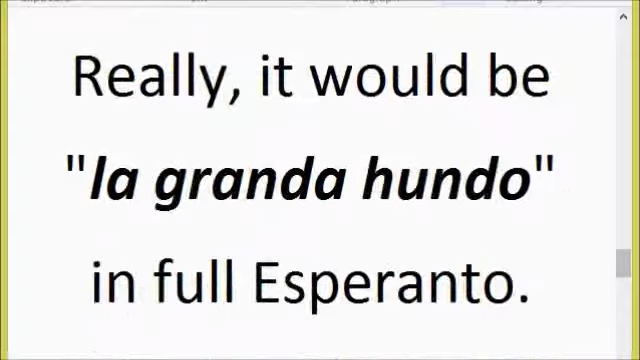 Really, it would be
"la granda hundo"
in full Esperanto.